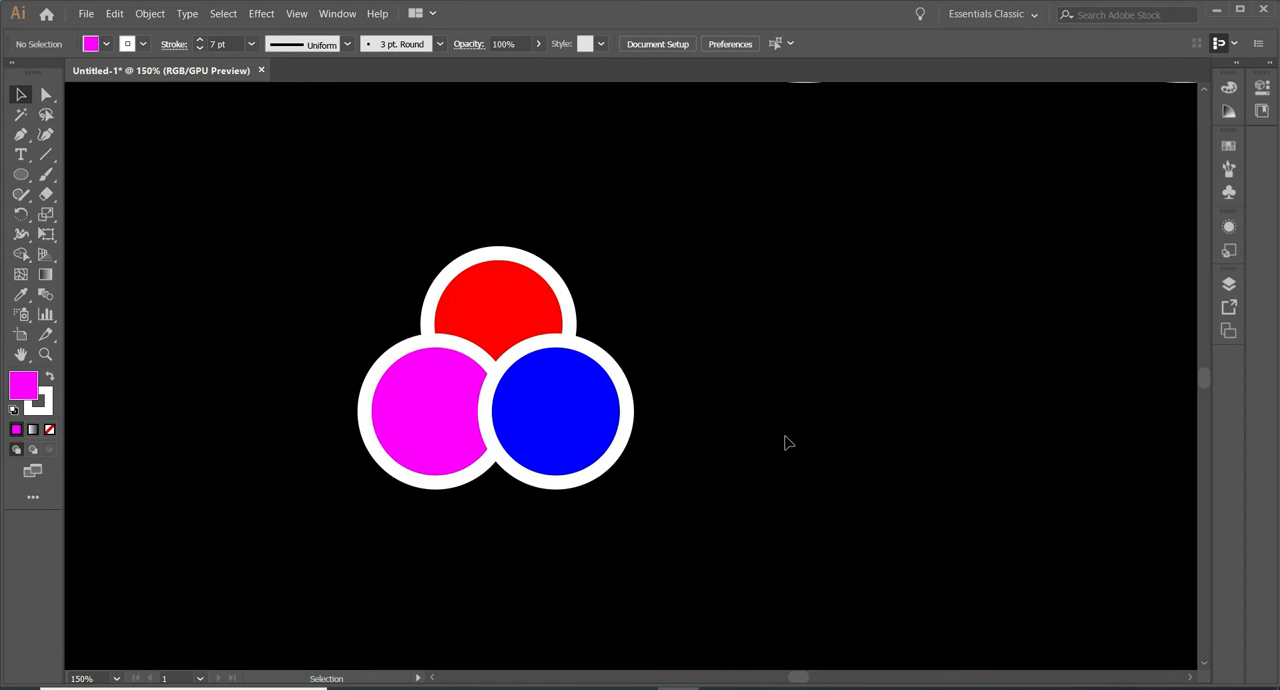 Ai File Edit Object Type Select Effect View Window Help Essentials Classic Search Adobe Stock
No Selection Stroke: 7 pt Uniform 3 pt. Round Opacity: 100% Style: Document Setup Preferences
Untitled-1* @ 150% (RGB/GPU Preview) ×
T
150% 1 Selection